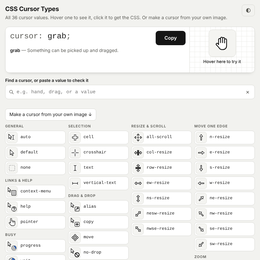 CSS Cursor Types
All 36 cursor values. Hover one to see it, click it to get the CSS. Or make a cursor from your own image.
cursor: grab;
Copy
grab — Something can be picked up and dragged.
Hover here to try it
Find a cursor, or paste a value to check it
e.g. hand, drag, or a value
Make a cursor from your own image ↓
GENERAL
auto
default
none
LINKS & HELP
context-menu
help
pointer
BUSY
progress
SELECTION
cell
crosshair
text
vertical-text
DRAG & DROP
alias
copy
move
no-drop
RESIZE & SCROLL
all-scroll
col-resize
row-resize
ew-resize
ns-resize
nesw-resize
nwse-resize
MOVE ONE EDGE
n-resize
e-resize
s-resize
w-resize
ne-resize
nw-resize
se-resize
sw-resize
ZOOM